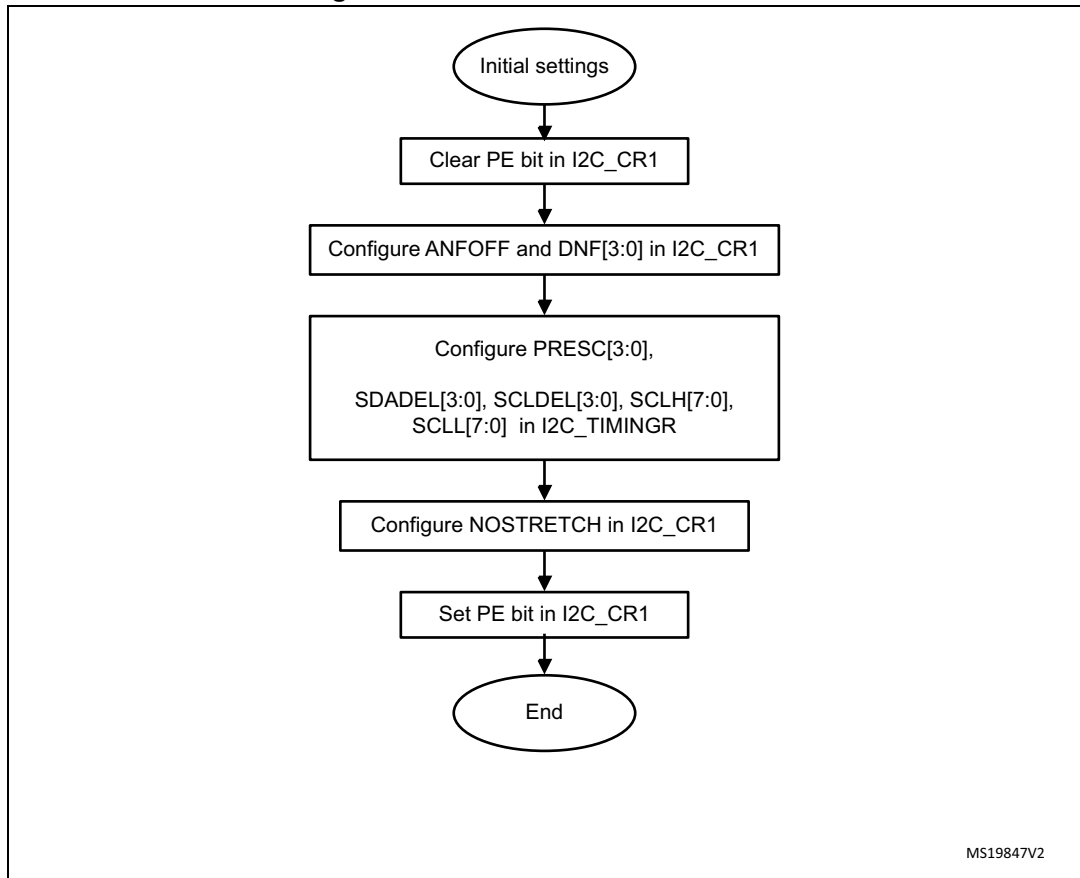 Initial settings
Clear PE bit in I2C_CR1
Configure ANFOFF and DNF[3:0] in I2C_CR1
Configure PRESC[3:0],
SDADEL[3:0], SCLDEL[3:0], SCLH[7:0],
SCLL[7:0] in I2C_TIMINGR
Configure NOSTRETCH in I2C_CR1
Set PE bit in I2C_CR1
End
MS19847V2